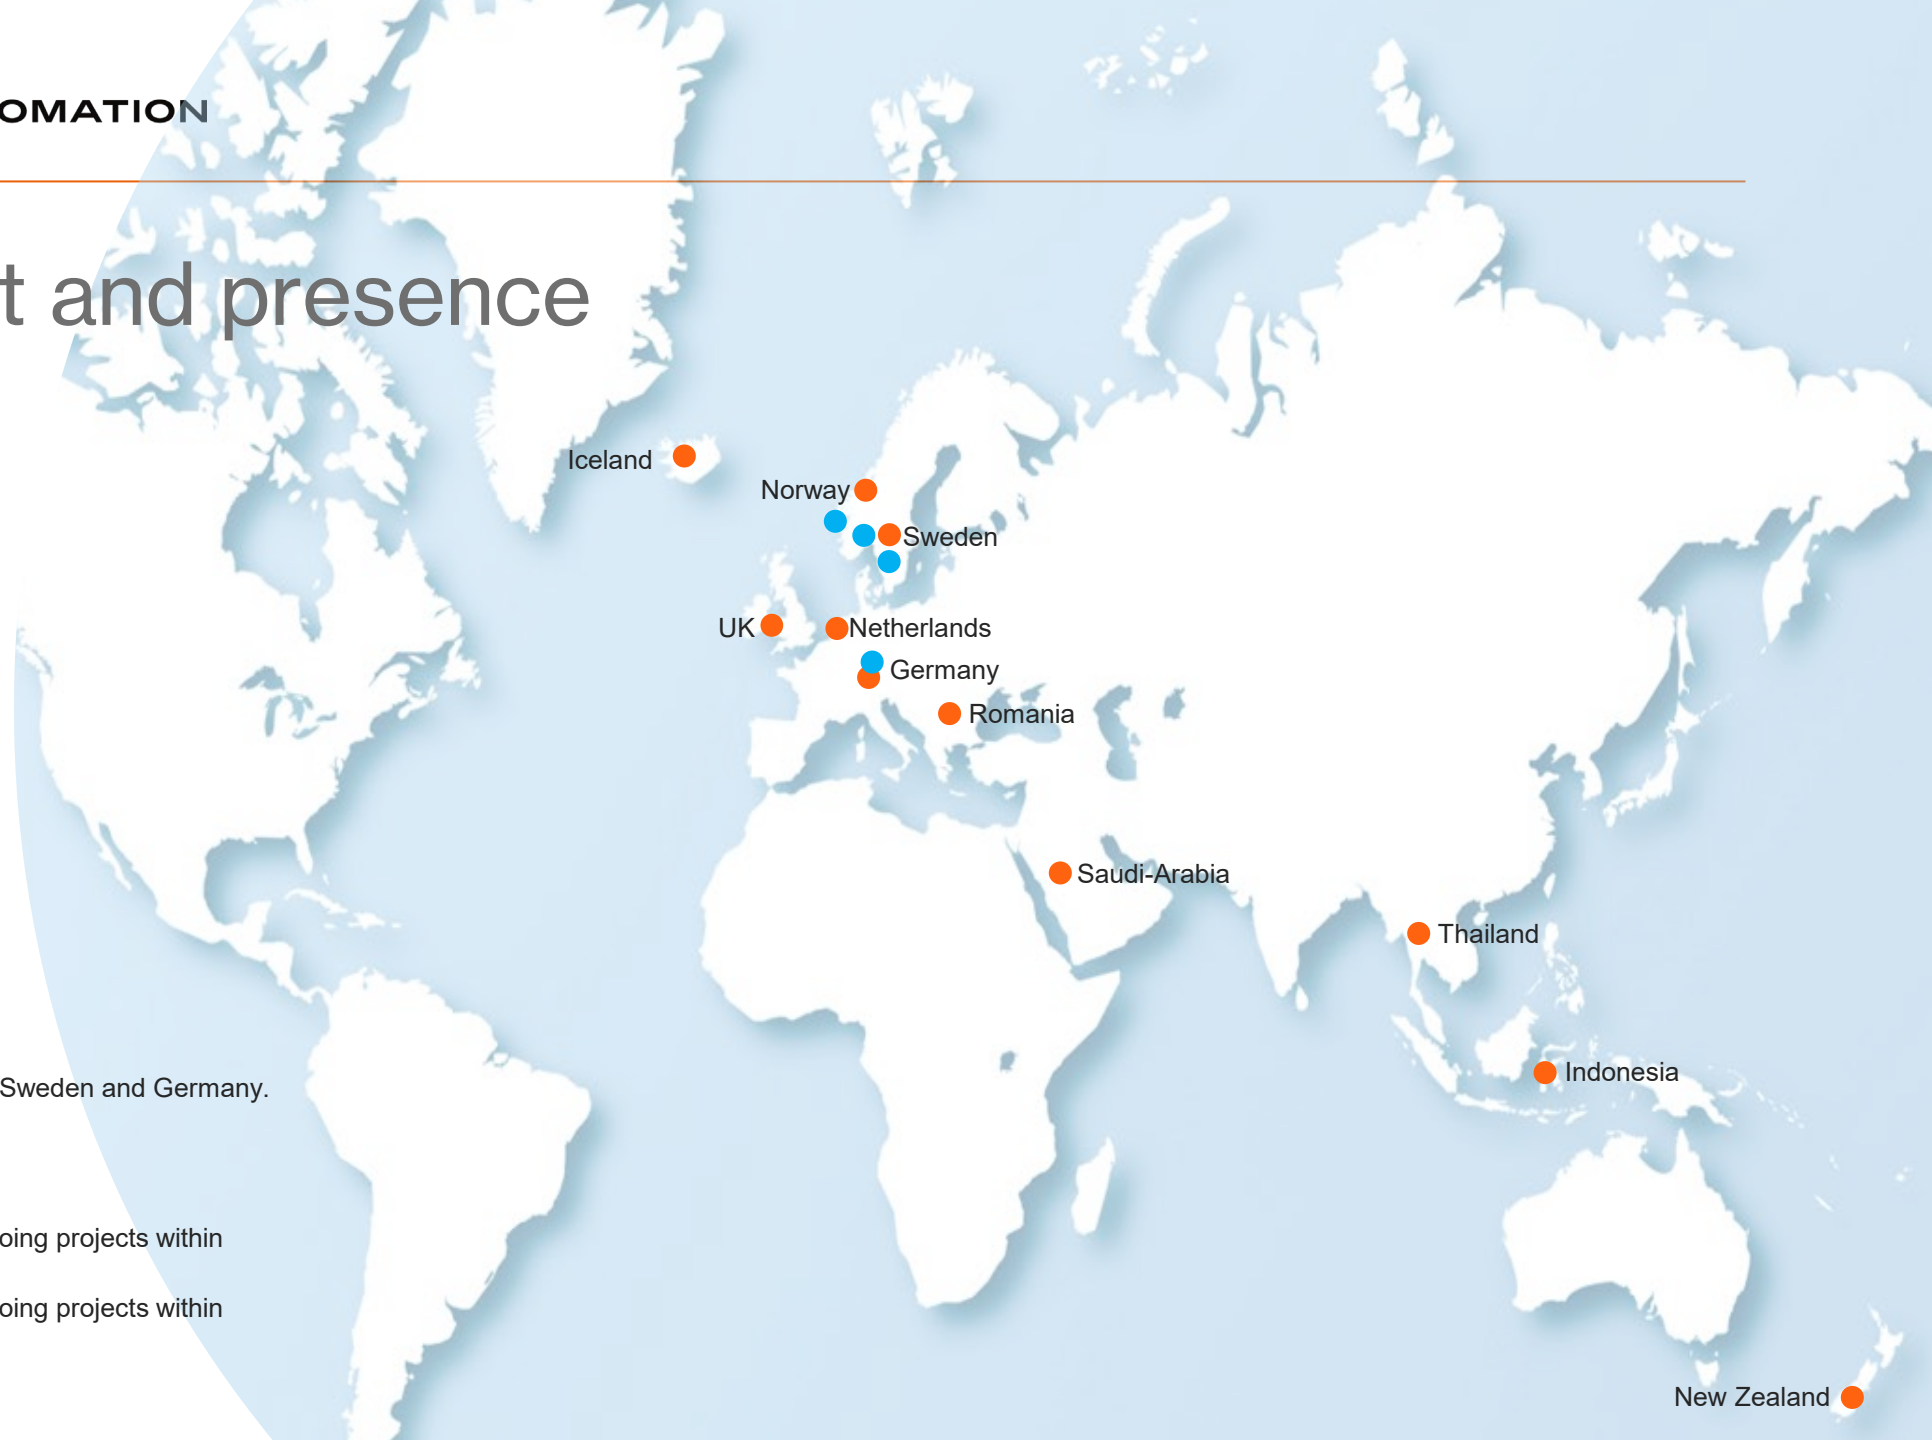 OMATION
t and presence
Iceland
Norway
Sweden
UK
Netherlands
Germany
Romania
Saudi-Arabia
Thailand
Indonesia
Sweden and Germany.
oing projects within
oing projects within
New Zealand